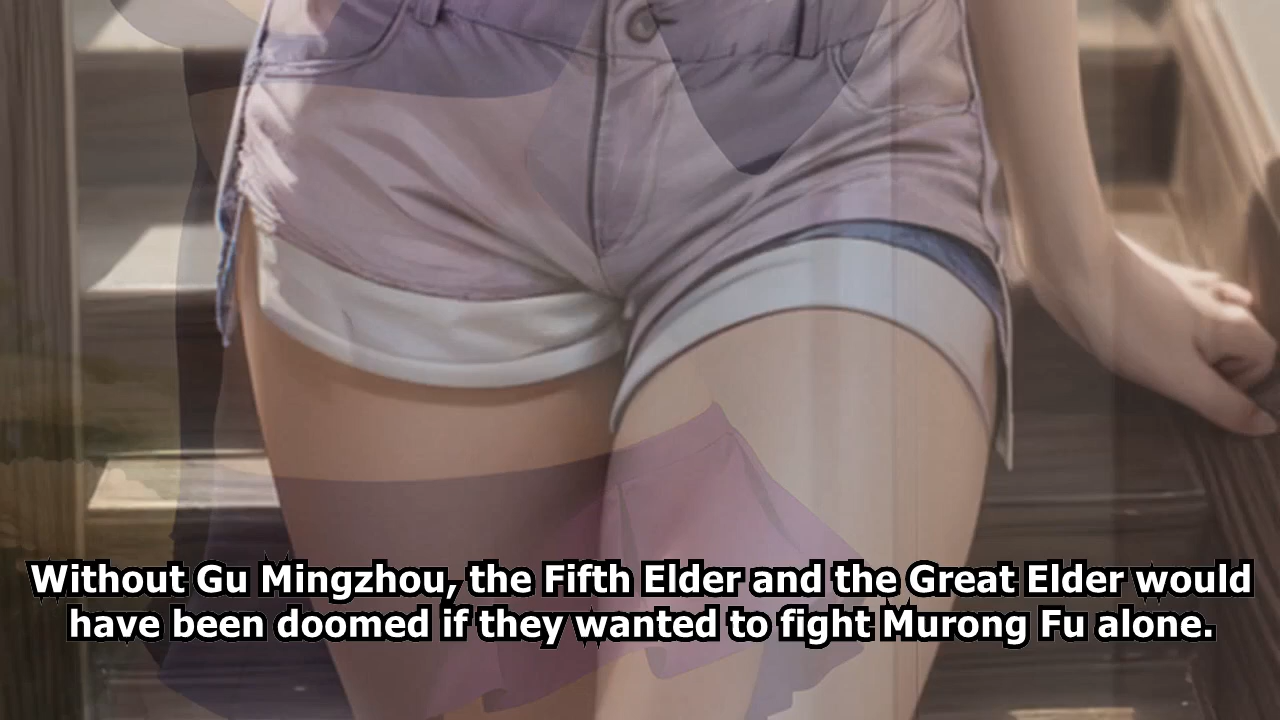 Without Gu Mingzhou, the Fifth Elder and the Great Elder would
have been doomed if they wanted to fight Murong Fu alone.